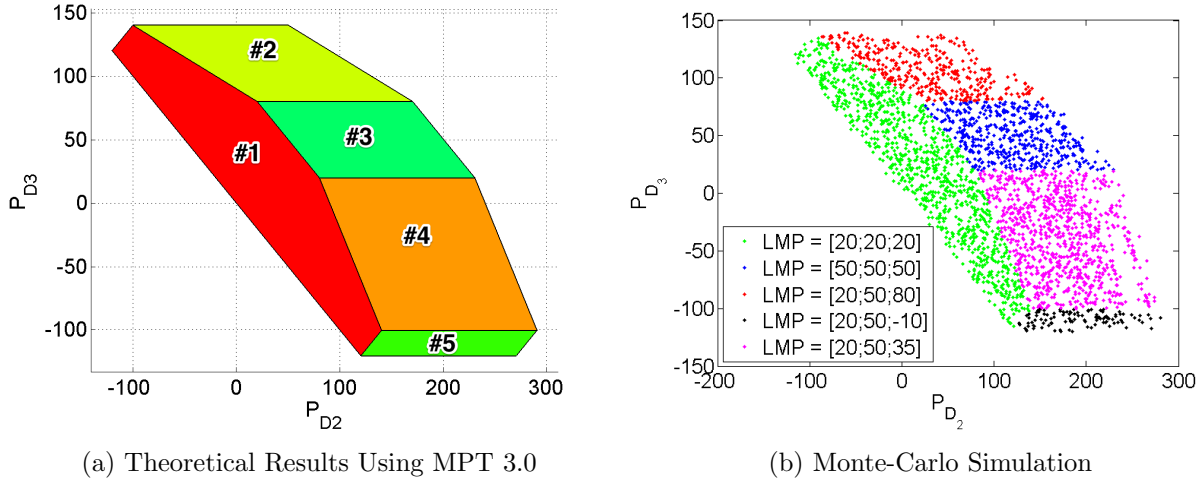 150
100
50
0
-50
-100
P_D3
#2
#1
#3
#4
#5
-100
0
100
200
300
P_D2
(a) Theoretical Results Using MPT 3.0
150
100
50
0
50
-100
150
P_D3
LMP = [20;20;20]
LMP = [50;50;50]
LMP = [20;50;80]
LMP = [20;50;-10]
LMP = [20;50;35]
-200
-100
0
100
200
300
P_D2
(b) Monte-Carlo Simulation